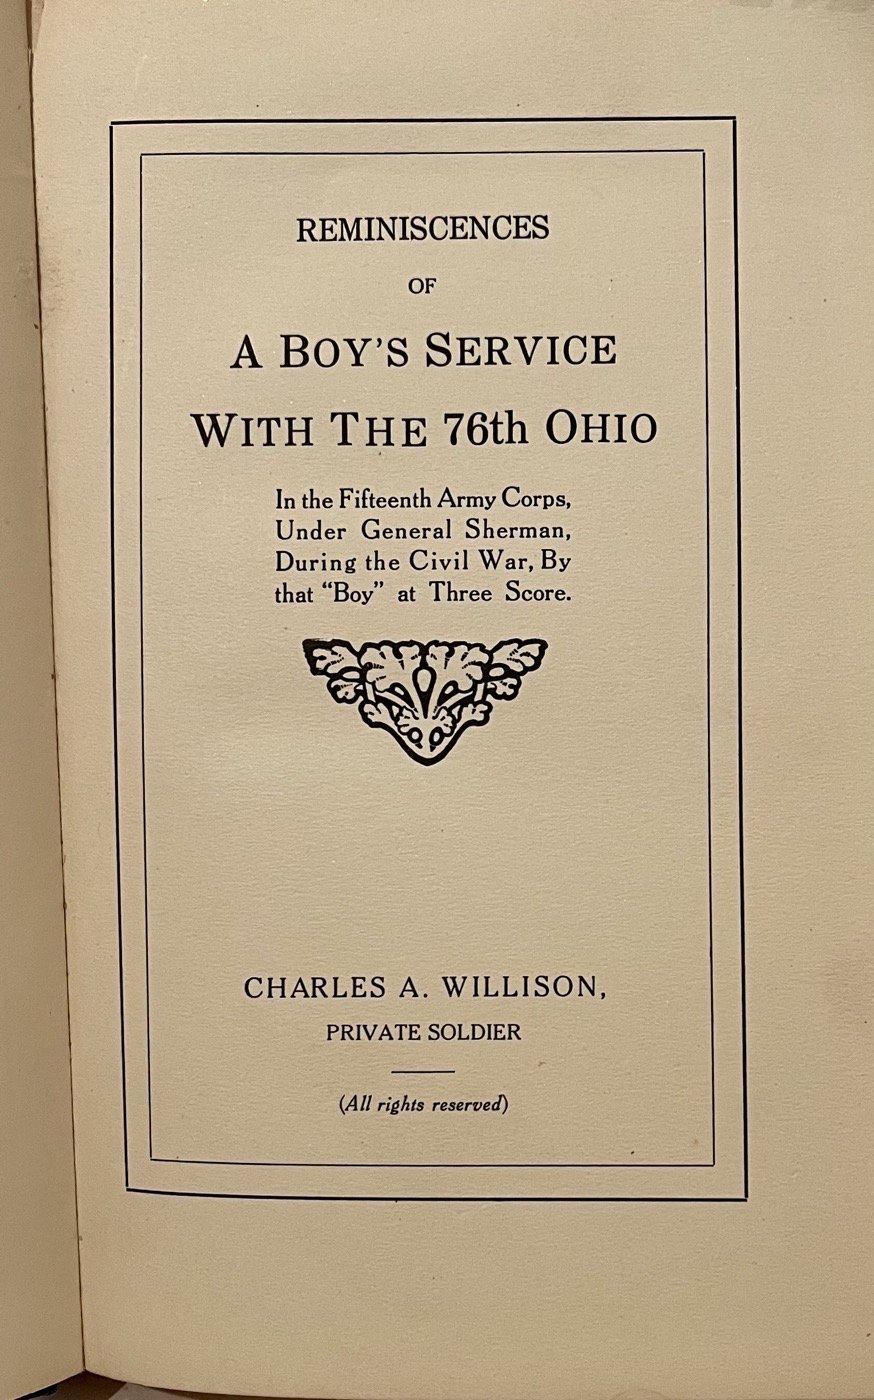 REMINISCENCES
OF
A BOY'S SERVICE
WITH THE 76th OHIO
In the Fifteenth Army Corps,
Under General Sherman,
During the Civil War, By
that “Boy” at Three Score.
CHARLES A. WILLISON,
PRIVATE SOLDIER
(All rights reserved)